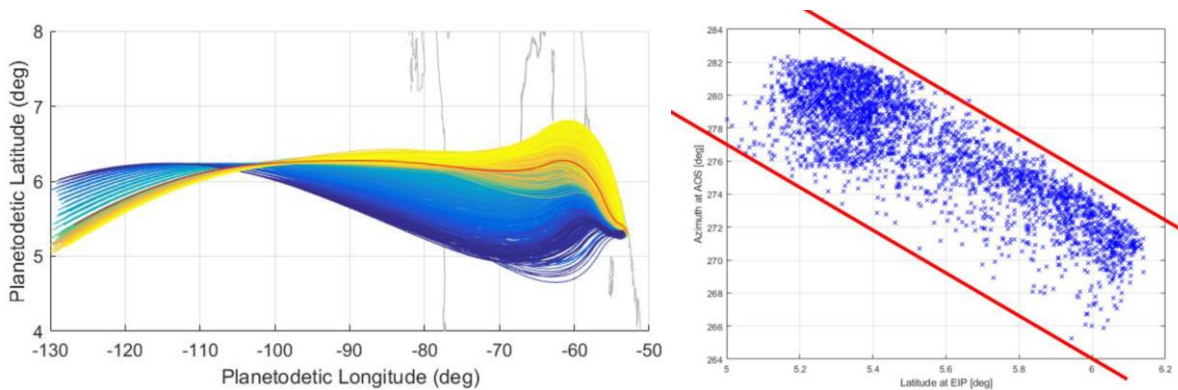 8
7
6
5
4
Planetodetic Latitude (deg)
-130 -120 -110 -100 -90 -80 -70 -60 -50
Planetodetic Longitude (deg)
284
282
280
278
276
274
272
270
268
266
264
Azimuth at AOS [deg]
5 5.2 5.4 5.6 5.8 6 6.2
Latitude at EIP [deg]